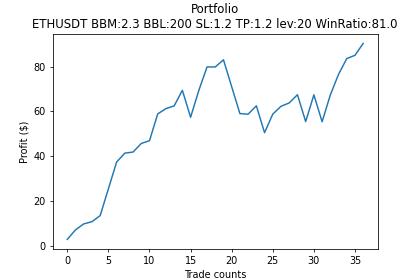 Portfolio
ETHUSDT BBM:2.3 BBL:200 SL:1.2 TP:1.2 lev:20 WinRatio:81.0
80
60
40
20
0
Profit ($)
0 5 10 15 20 25 30 35
Trade counts